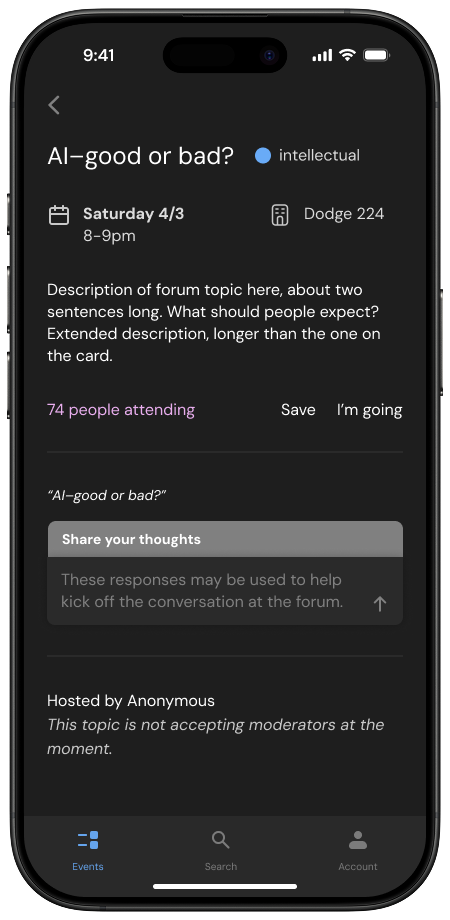 9:41
AI–good or bad? intellectual
Saturday 4/3 Dodge 224
8-9pm
Description of forum topic here, about two
sentences long. What should people expect?
Extended description, longer than the one on
the card.
74 people attending Save I’m going
“AI–good or bad?”
Share your thoughts
These responses may be used to help
kick off the conversation at the forum.
Hosted by Anonymous
This topic is not accepting moderators at the
moment.
Events Search Account